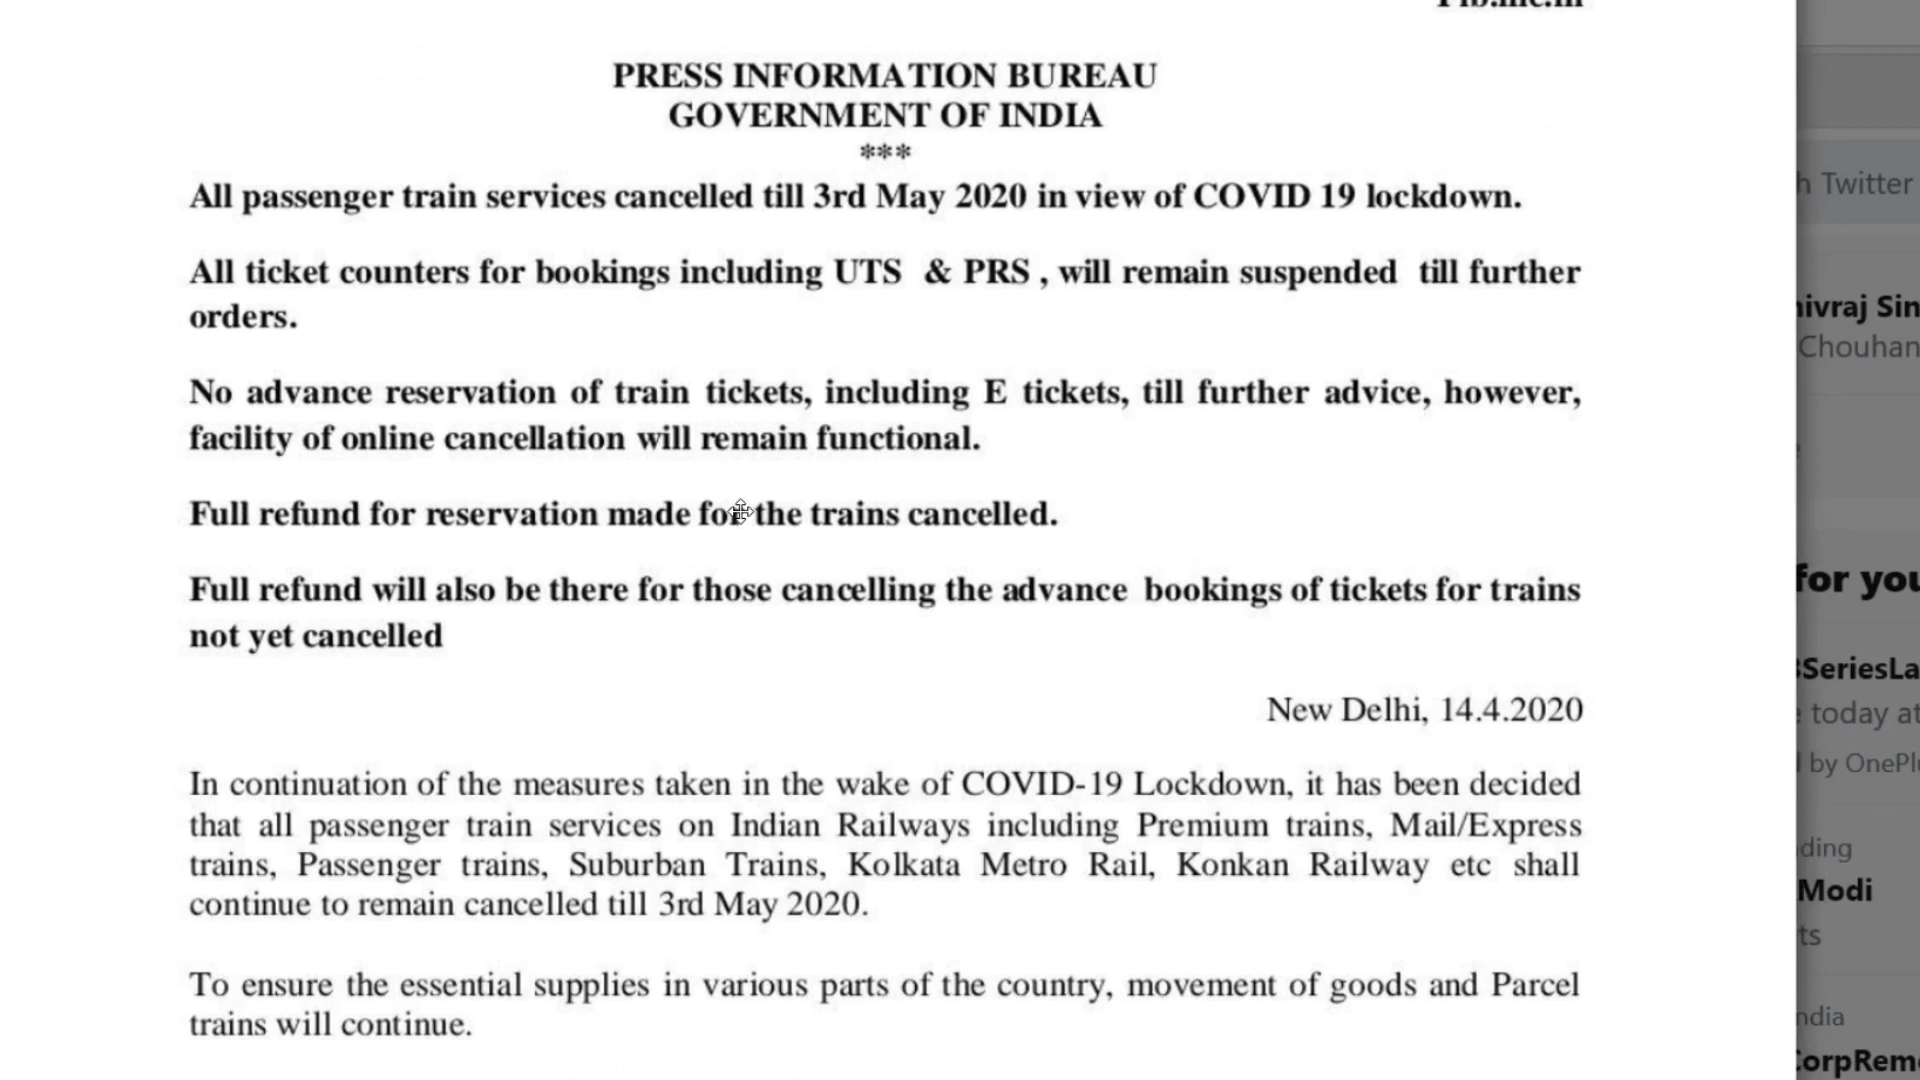 PRESS INFORMATION BUREAU
GOVERNMENT OF INDIA
***
All passenger train services cancelled till 3rd May 2020 in view of COVID 19 lockdown.
All ticket counters for bookings including UTS & PRS , will remain suspended till further
orders.
No advance reservation of train tickets, including E tickets, till further advice, however,
facility of online cancellation will remain functional.
Full refund for reservation made for the trains cancelled.
Full refund will also be there for those cancelling the advance bookings of tickets for trains
not yet cancelled
New Delhi, 14.4.2020
In continuation of the measures taken in the wake of COVID-19 Lockdown, it has been decided
that all passenger train services on Indian Railways including Premium trains, Mail/Express
trains, Passenger trains, Suburban Trains, Kolkata Metro Rail, Konkan Railway etc shall
continue to remain cancelled till 3rd May 2020.
To ensure the essential supplies in various parts of the country, movement of goods and Parcel
trains will continue.
Twitter
Chouhan
for you
today at
by OnePl
Modi